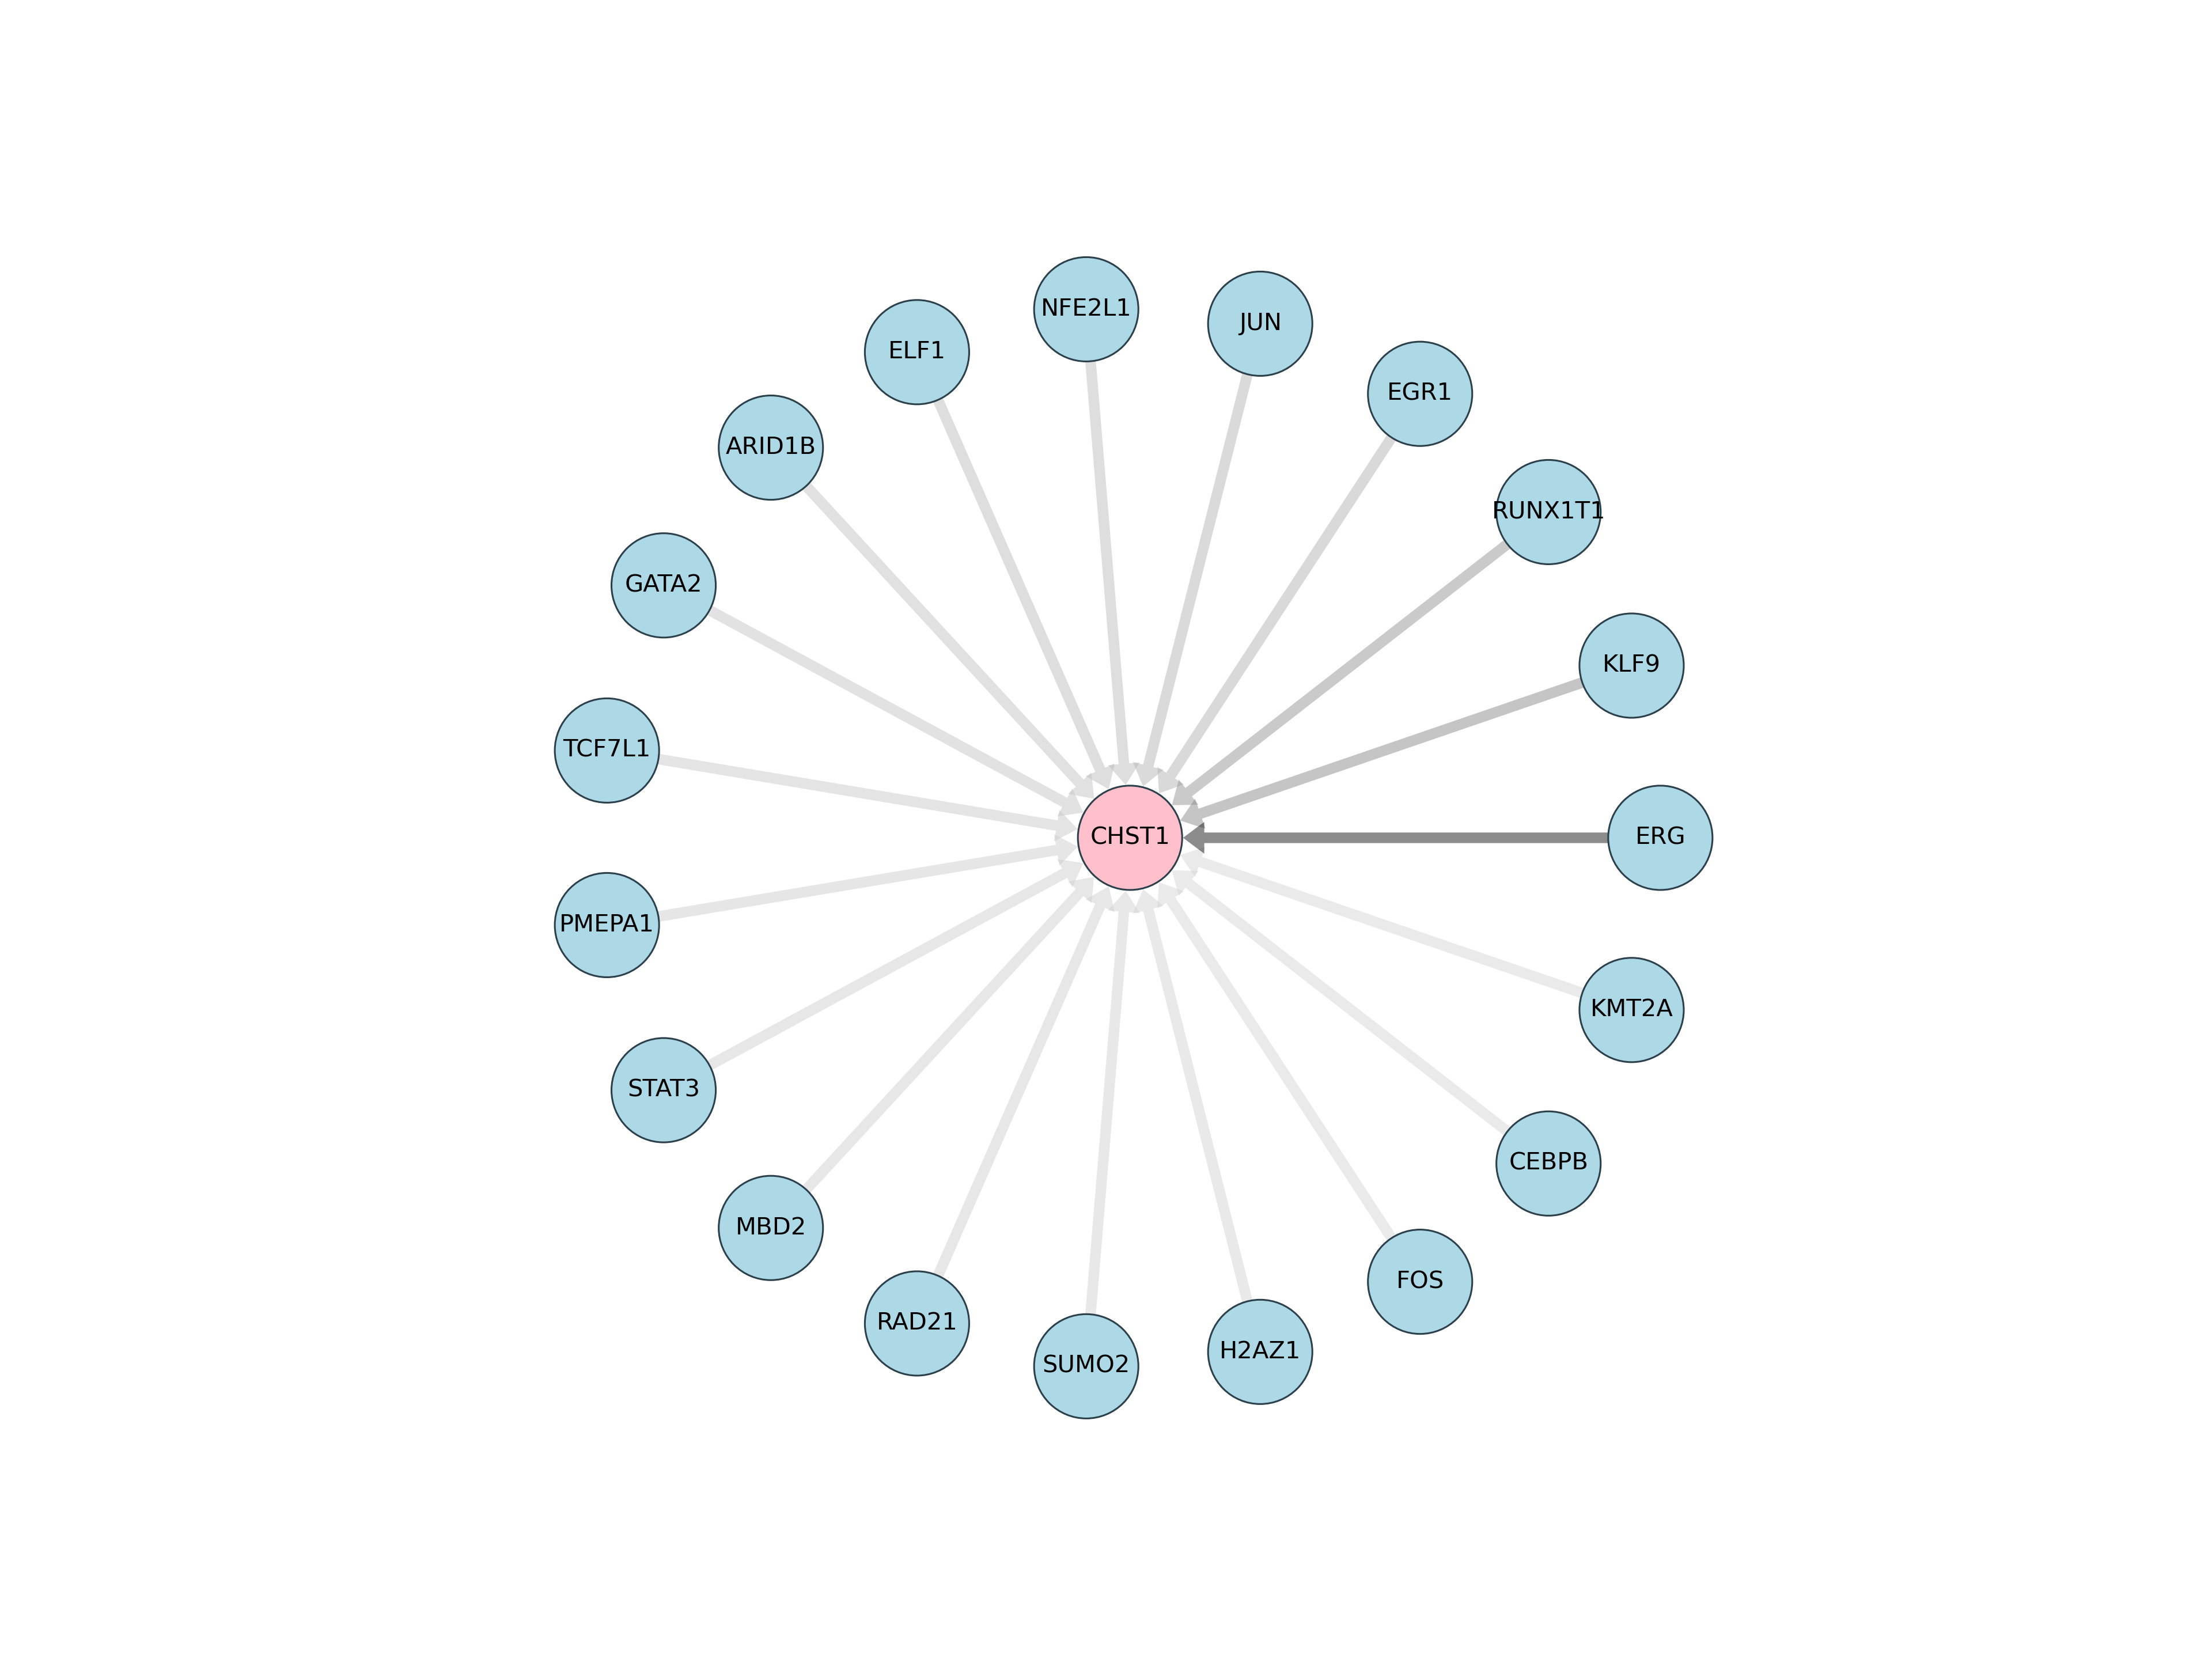 NFE2L1
JUN
ELF1
EGR1
ARID1B
RUNX1T1
GATA2
KLF9
TCF7L1
CHST1
ERG
PMEPA1
KMT2A
STAT3
CEBPB
MBD2
FOS
RAD21
H2AZ1
SUMO2